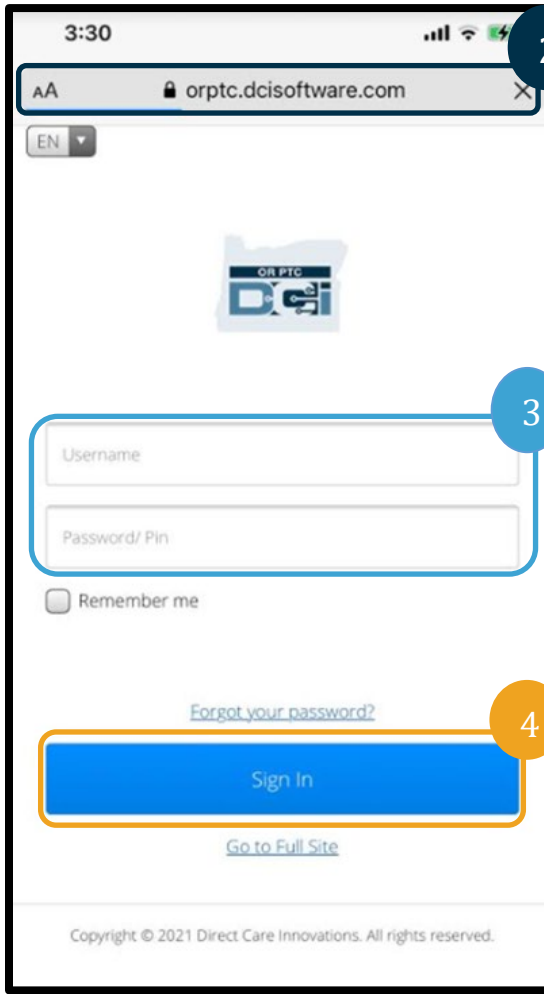 3:30
2
AA orptc.dcisoftware.com
EN
OR PTC
DCi
3
Username
Password/ Pin
Remember me
Forgot your password?
4
Sign In
Go to Full Site
Copyright © 2021 Direct Care Innovations. All rights reserved.